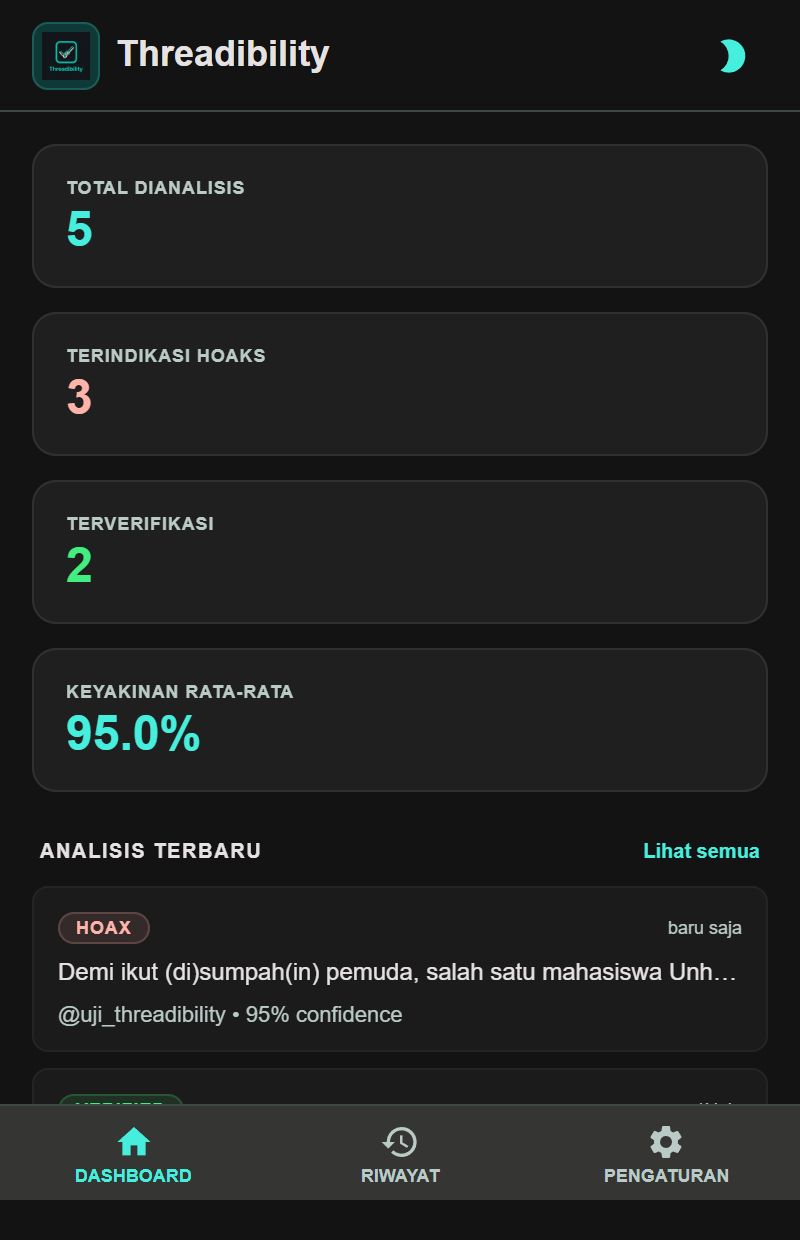 Threadibility
Threadibility
TOTAL DIANALISIS
5
TERINDIKASI HOAKS
3
TERVERIFIKASI
2
KEYAKINAN RATA-RATA
95.0%
ANALISIS TERBARU
Lihat semua
HOAX
baru saja
Demi ikut (di)sumpah(in) pemuda, salah satu mahasiswa Unh…
@uji_threadibility • 95% confidence
DASHBOARD
RIWAYAT
PENGATURAN